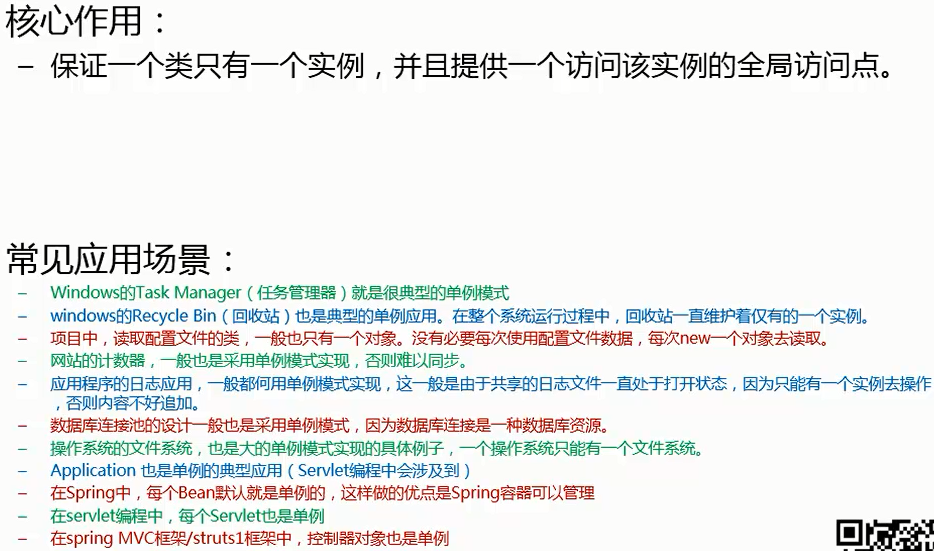 核心作用：
– 保证一个类只有一个实例，并且提供一个访问该实例的全局访问点。
常见应用场景：
– Windows的Task Manager（任务管理器）就是很典型的单例模式
– windows的Recycle Bin（回收站）也是典型的单例应用。在整个系统运行过程中，回收站一直维护着仅有的一个实例。
– 项目中，读取配置文件的类，一般也只有一个对象。没有必要每次使用配置文件数据，每次new一个对象去读取。
– 网站的计数器，一般也是采用单例模式实现，否则难以同步。
– 应用程序的日志应用，一般都何用单例模式实现，这一般是由于共享的日志文件一直处于打开状态，因为只能有一个实例去操作
，否则内容不好追加。
– 数据库连接池的设计一般也是采用单例模式，因为数据库连接是一种数据库资源。
– 操作系统的文件系统，也是大的单例模式实现的具体例子，一个操作系统只能有一个文件系统。
– Application 也是单例的典型应用（Servlet编程中会涉及到）
– 在Spring中，每个Bean默认就是单例的，这样做的优点是Spring容器可以管理
– 在servlet编程中，每个Servlet也是单例
– 在spring MVC框架/struts1框架中，控制器对象也是单例